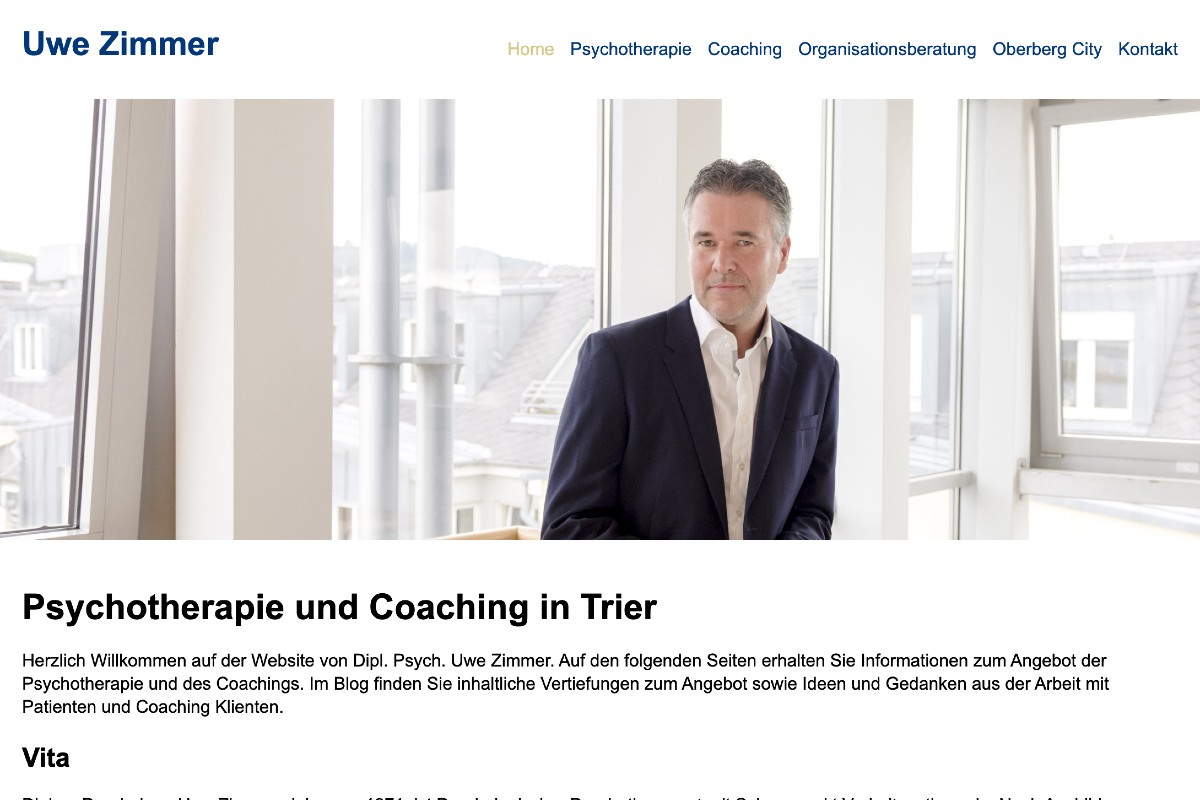 Uwe Zimmer
Home Psychotherapie Coaching Organisationsberatung Oberberg City Kontakt
Psychotherapie und Coaching in Trier
Herzlich Willkommen auf der Website von Dipl. Psych. Uwe Zimmer. Auf den folgenden Seiten erhalten Sie Informationen zum Angebot der
Psychotherapie und des Coachings. Im Blog finden Sie inhaltliche Vertiefungen zum Angebot sowie Ideen und Gedanken aus der Arbeit mit
Patienten und Coaching Klienten.
Vita